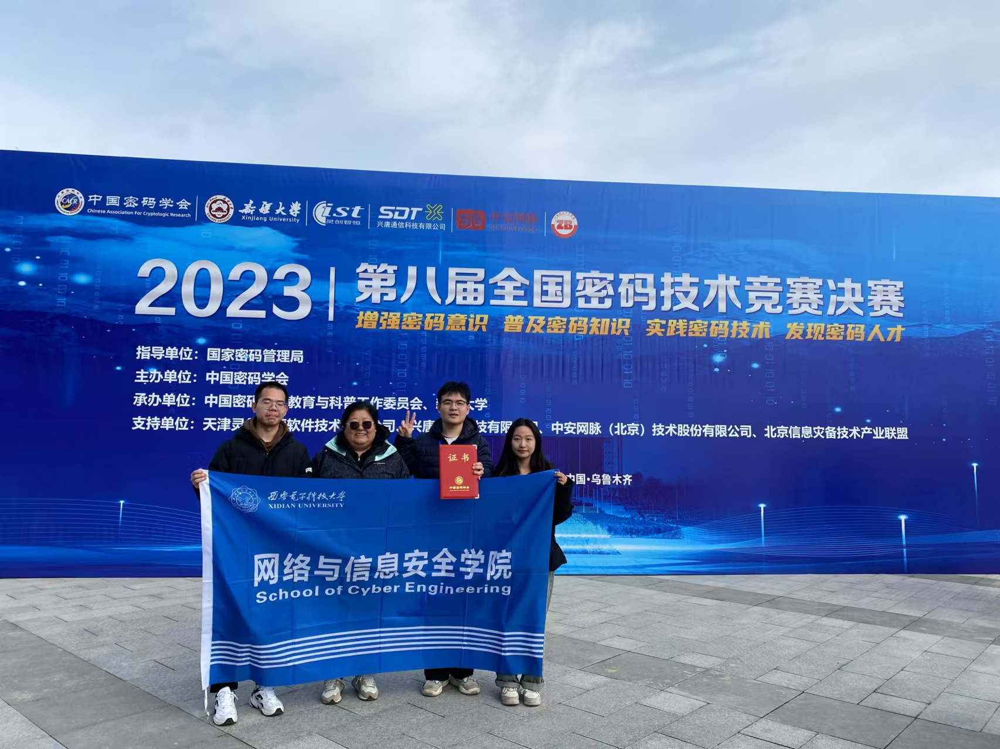 中国密码学会
Chinese Association For Cryptologic Research
CACR
新疆大学
Xinjiang University
ist
灵创智恒
SDT
兴唐通信科技有限公司
SJS
中安网脉
ZB
2023
第八届全国密码技术竞赛决赛
增强密码意识 普及密码知识 实践密码技术 发现密码人才
指导单位：国家密码管理局
主办单位：中国密码学会
承办单位：中国密 教育与科普工作委员会、 大学
支持单位：天津灵 软件技术 公司 兴唐 技有限 、中安网脉（北京）技术股份有限公司、北京信息灾备技术产业联盟
中国·乌鲁木齐
证书
中国密码学会
西安电子科技大学
XIDIAN UNIVERSITY
网络与信息安全学院
School of Cyber Engineering